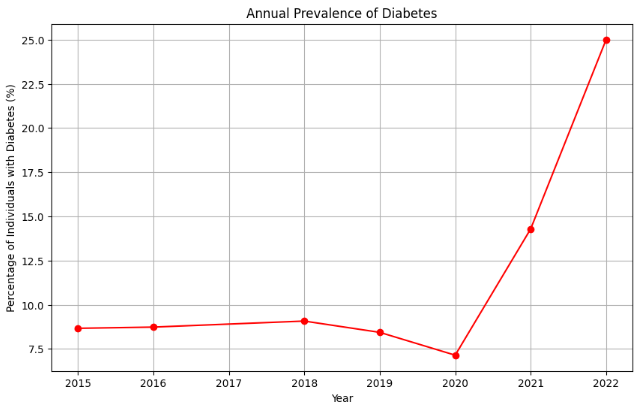 Annual Prevalence of Diabetes
Percentage of Individuals with Diabetes (%)
25.0
22.5
20.0
17.5
15.0
12.5
10.0
7.5
2015 2016 2017 2018 2019 2020 2021 2022
Year